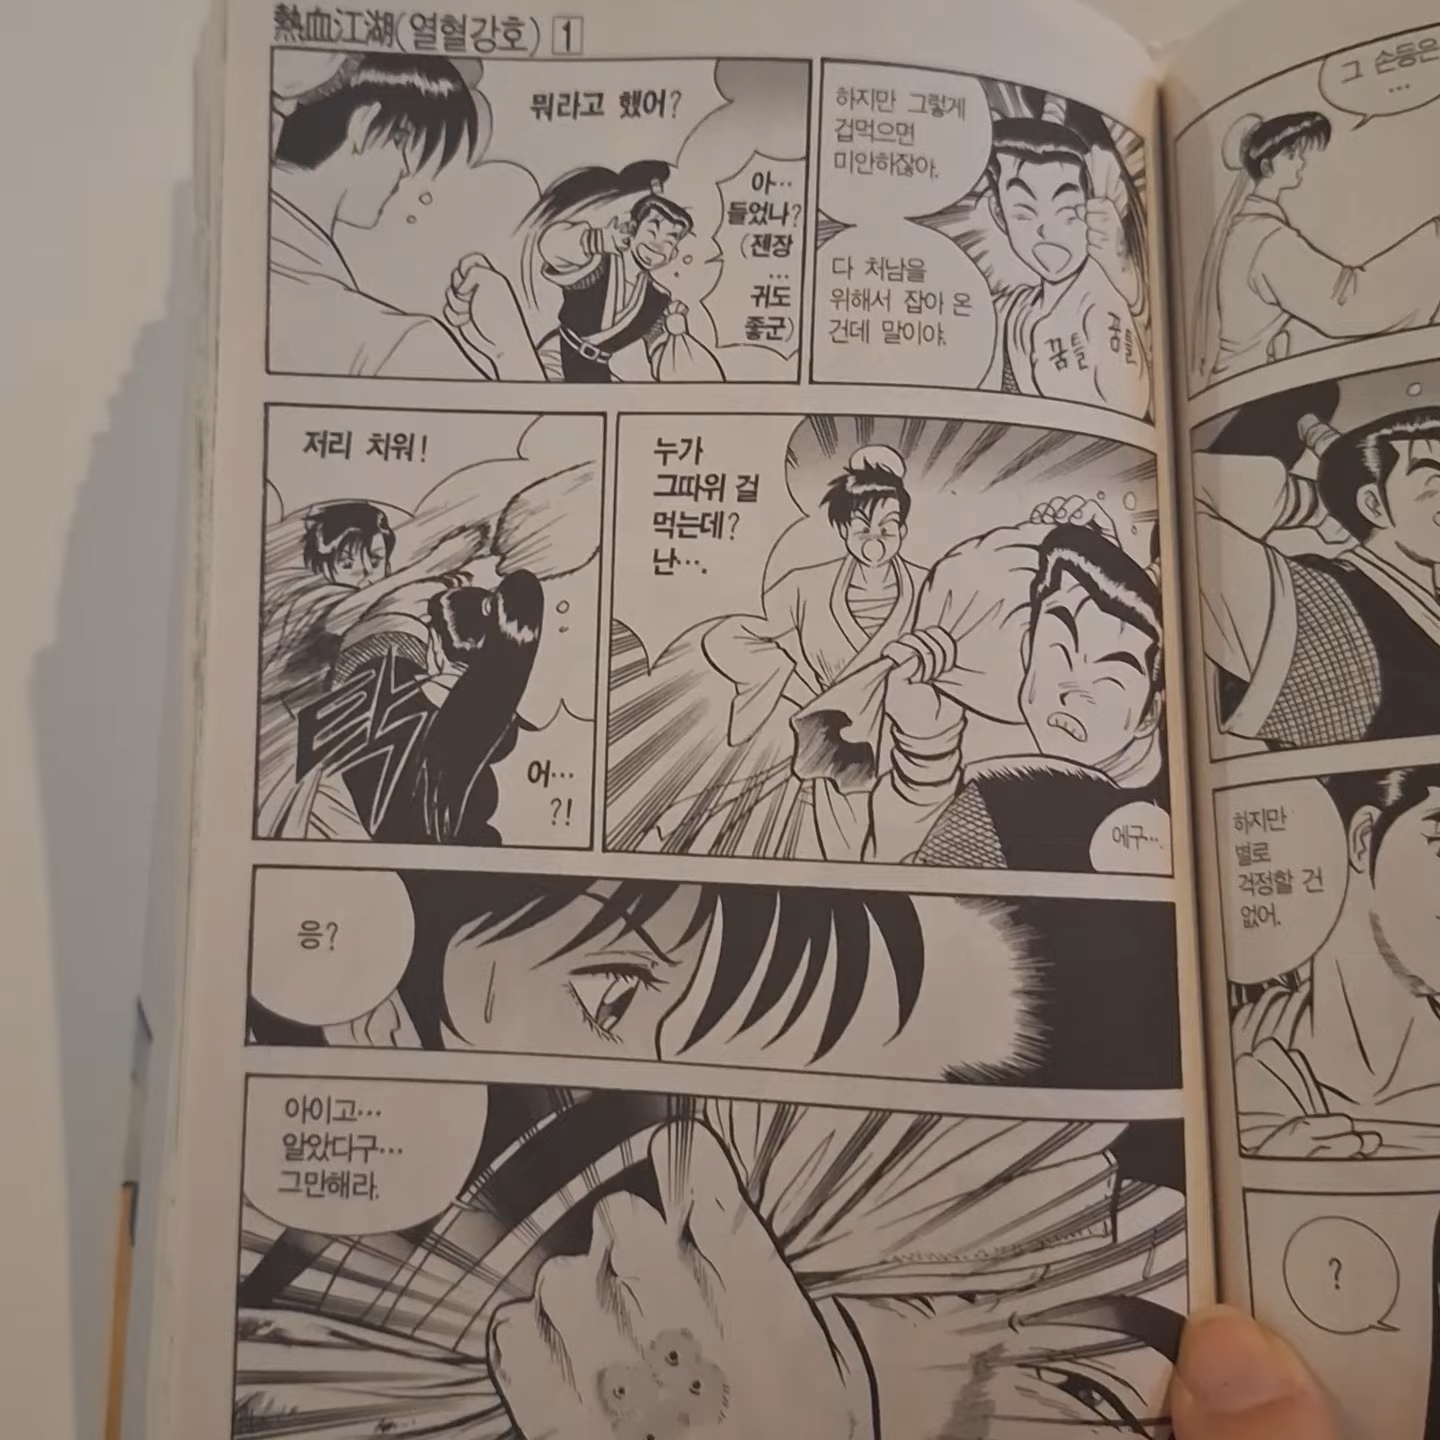 熱血江湖(열혈강호) 1
뭐라고 했어?
아…
들었나?
(젠장
…
귀도
좋군)
하지만 그렇게
겁먹으면
미안하잖아.
다 처남을
위해서 잡아 온
건데 말이야.
꿈틀
꿈틀
저리 치워!
탁
어…
?!
누가
그따위 걸
먹는데?
난….
에구….
응?
아이고…
알았다구…
그만해라.
그 손등은
…
하지만
별로
걱정할 건
없어.
?